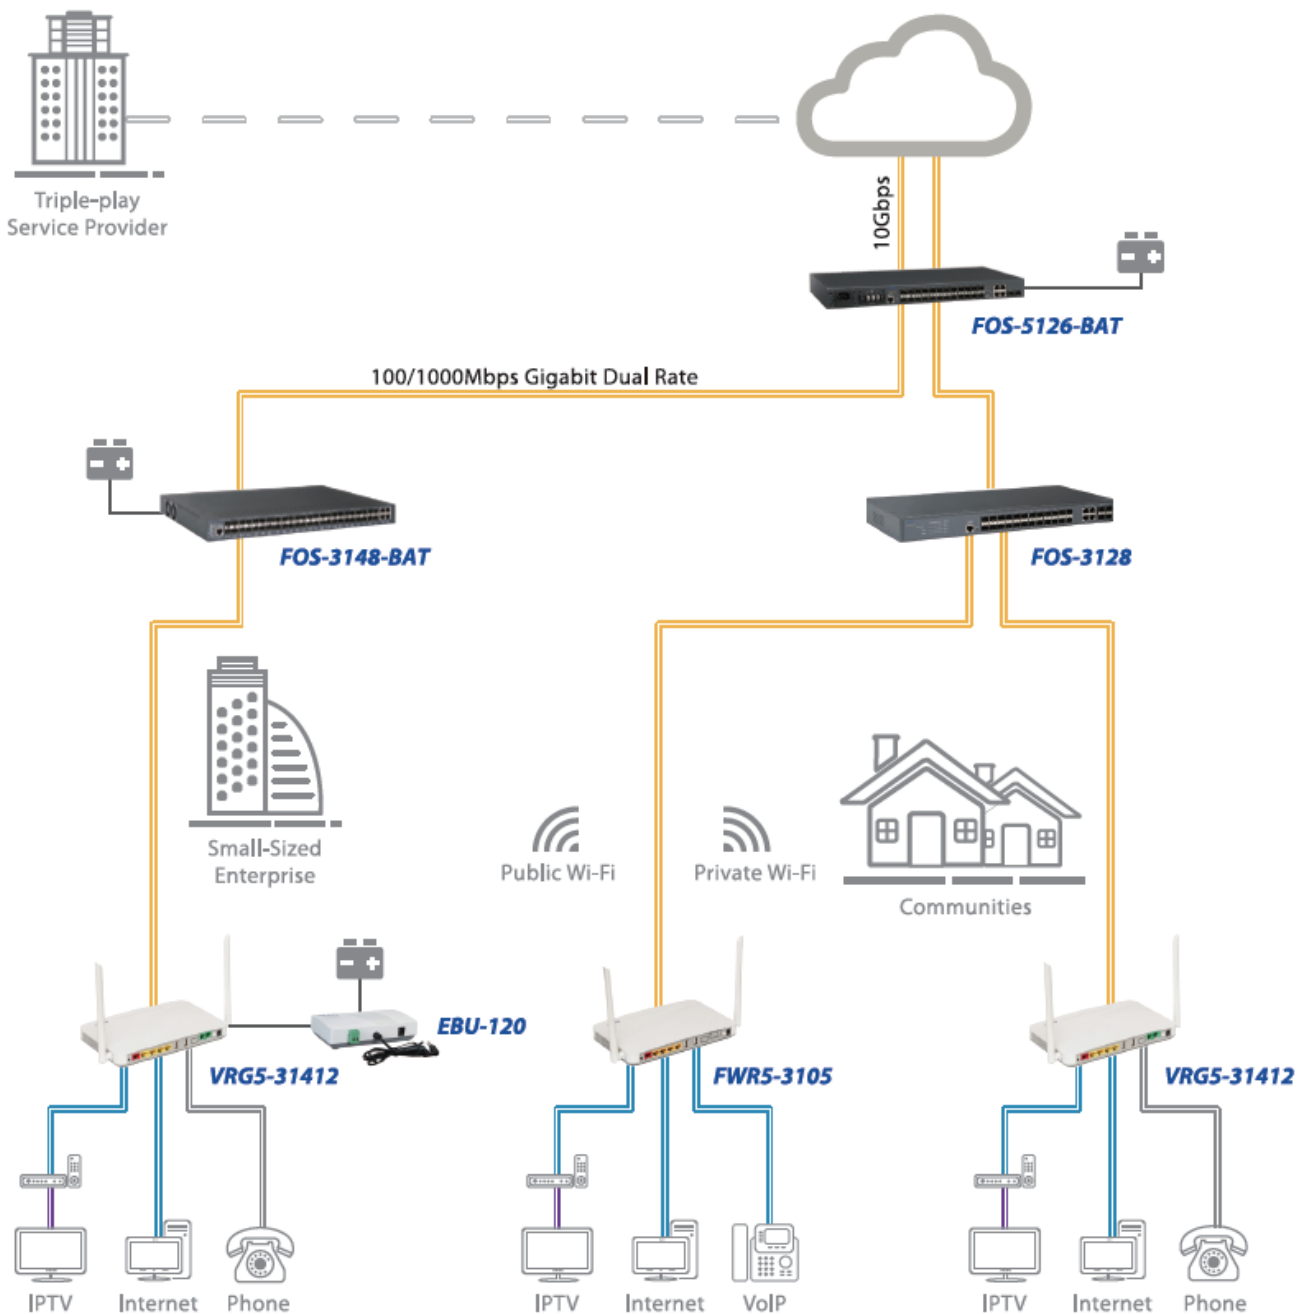 Triple-play
Service Provider
10Gbps
FOS-5126-BAT
100/1000Mbps Gigabit Dual Rate
FOS-3148-BAT
FOS-3128
Small-Sized
Enterprise
Public Wi-Fi
Private Wi-Fi
Communities
EBU-120
VRG5-31412
FWR5-3105
VRG5-31412
IPTV
Internet
Phone
IPTV
Internet
VoIP
IPTV
Internet
Phone